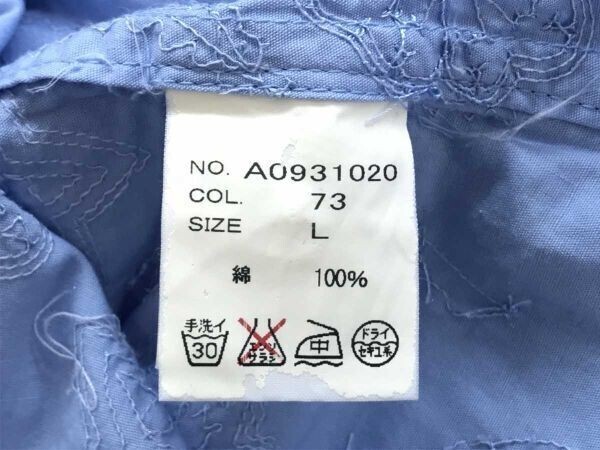 NO. A0931020
COL. 73
SIZE L
綿 100%
手洗イ 30
エンソ サラシ
中
ドライ セキユ系